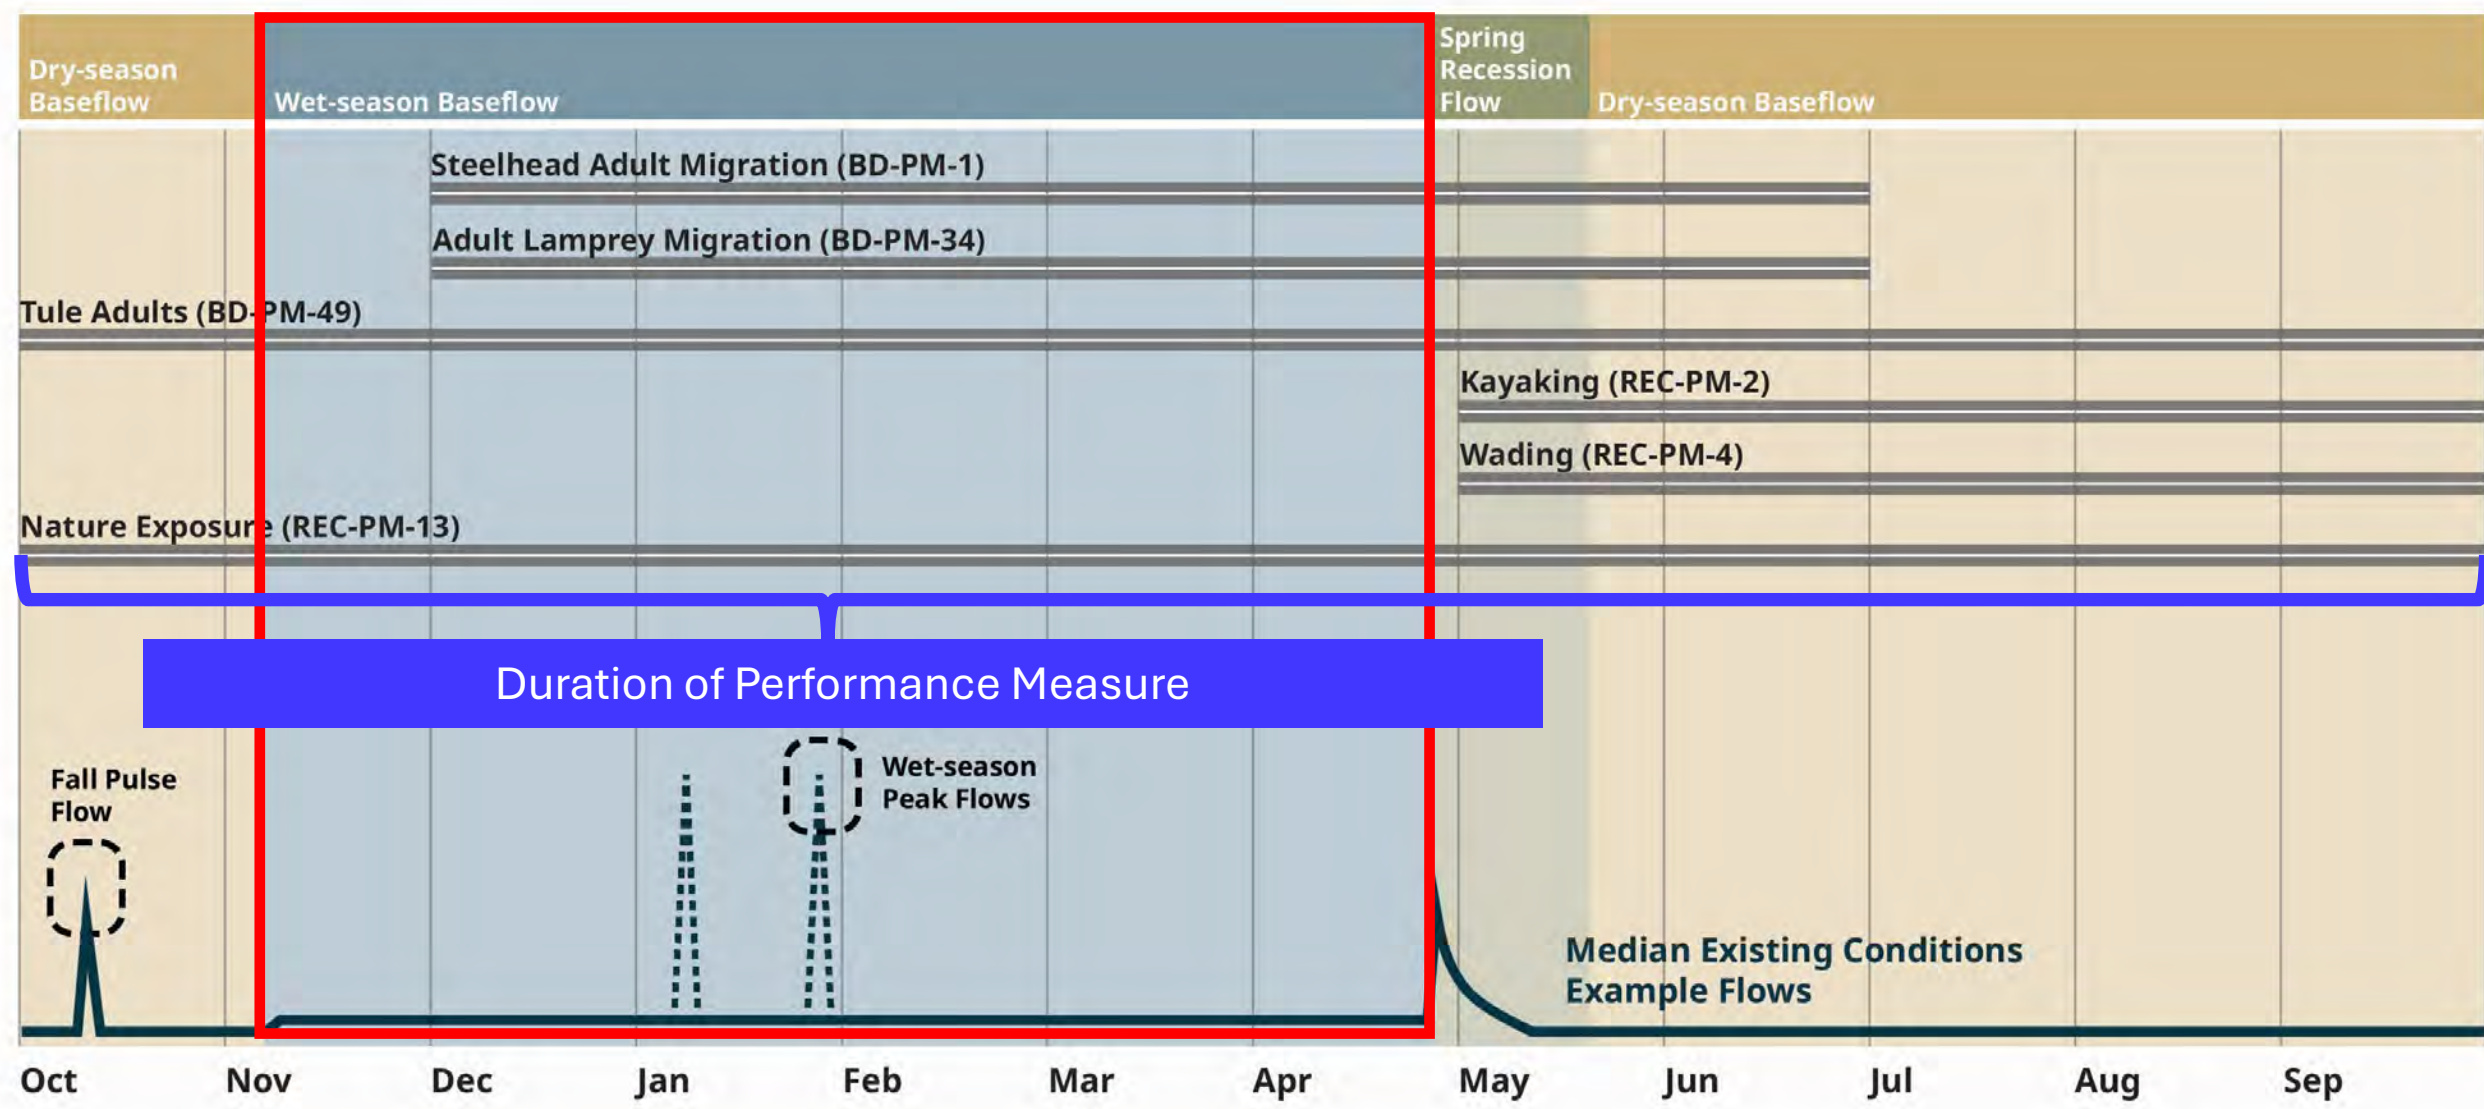 Dry-season
Baseflow
Wet-season Baseflow
Spring
Recession
Flow
Dry-season Baseflow
Steelhead Adult Migration (BD-PM-1)
Adult Lamprey Migration (BD-PM-34)
Tule Adults (BD-PM-49)
Kayaking (REC-PM-2)
Wading (REC-PM-4)
Nature Exposure (REC-PM-13)
Duration of Performance Measure
Fall Pulse
Flow
Wet-season
Peak Flows
Median Existing Conditions
Example Flows
Oct Nov Dec Jan Feb Mar Apr May Jun Jul Aug Sep